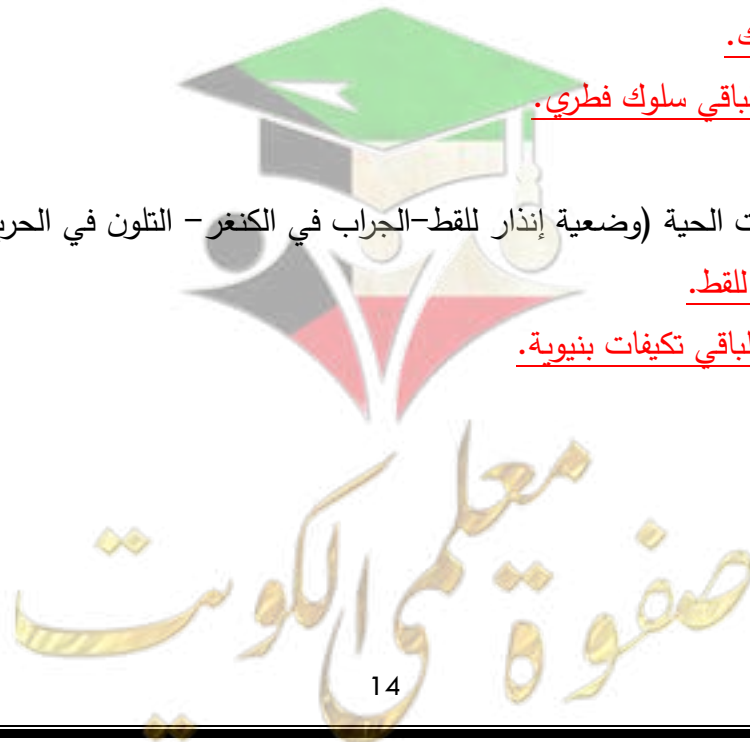 باقي سلوك فطري.
ت الحية (وضعية إنذار للقط-الجراب في الكنغر- التلون في الحر
للقط.
لباقي تكيفات بنيوية.
صفوة معلمي الكويت
14